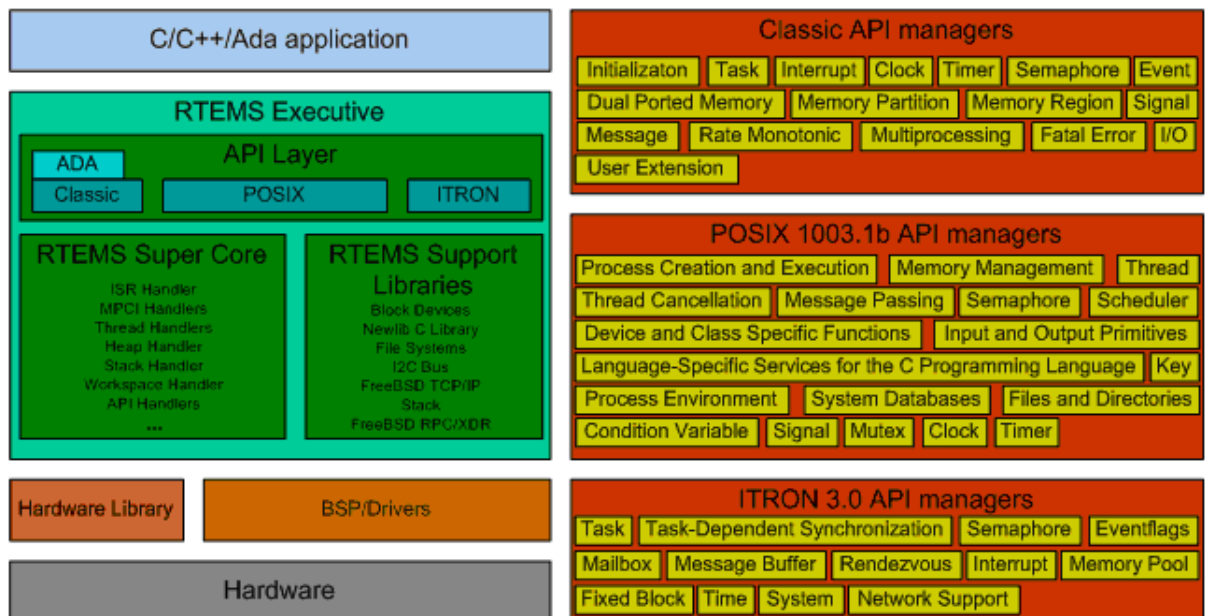 C/C++/Ada application
RTEMS Executive
API Layer
ADA
Classic POSIX ITRON
RTEMS Super Core
ISR Handler
MPCI Handlers
Thread Handlers
Heap Handler
Stack Handler
Workspace Handler
API Handlers
...
RTEMS Support
Libraries
Block Devices
Newlib C Library
File Systems
I2C Bus
FreeBSD TCP/IP
Stack
FreeBSD RPC/XDR
Hardware Library BSP/Drivers
Hardware
Classic API managers
Initializaton Task Interrupt Clock Timer Semaphore Event
Dual Ported Memory Memory Partition Memory Region Signal
Message Rate Monotonic Multiprocessing Fatal Error I/O
User Extension
POSIX 1003.1b API managers
Process Creation and Execution Memory Management Thread
Thread Cancellation Message Passing Semaphore Scheduler
Device and Class Specific Functions Input and Output Primitives
Language-Specific Services for the C Programming Language Key
Process Environment System Databases Files and Directories
Condition Variable Signal Mutex Clock Timer
ITRON 3.0 API managers
Task Task-Dependent Synchronization Semaphore Eventflags
Mailbox Message Buffer Rendezvous Interrupt Memory Pool
Fixed Block Time System Network Support